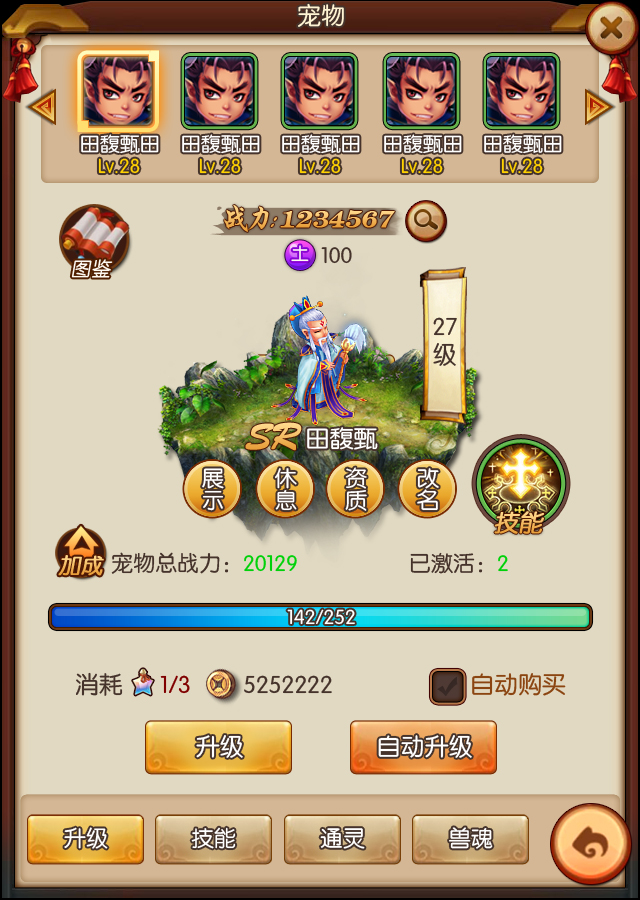 宠物
田馥甄田 田馥甄田 田馥甄田 田馥甄田 田馥甄田
Lv.28 Lv.28 Lv.28 Lv.28 Lv.28
战力:1234567
图鉴
土 100
27级
SR 田馥甄
展示 休息 资质 改名
技能
加成 宠物总战力：20129 已激活：2
142/252
消耗 1/3 5252222 自动购买
升级 自动升级
升级 技能 通灵 兽魂